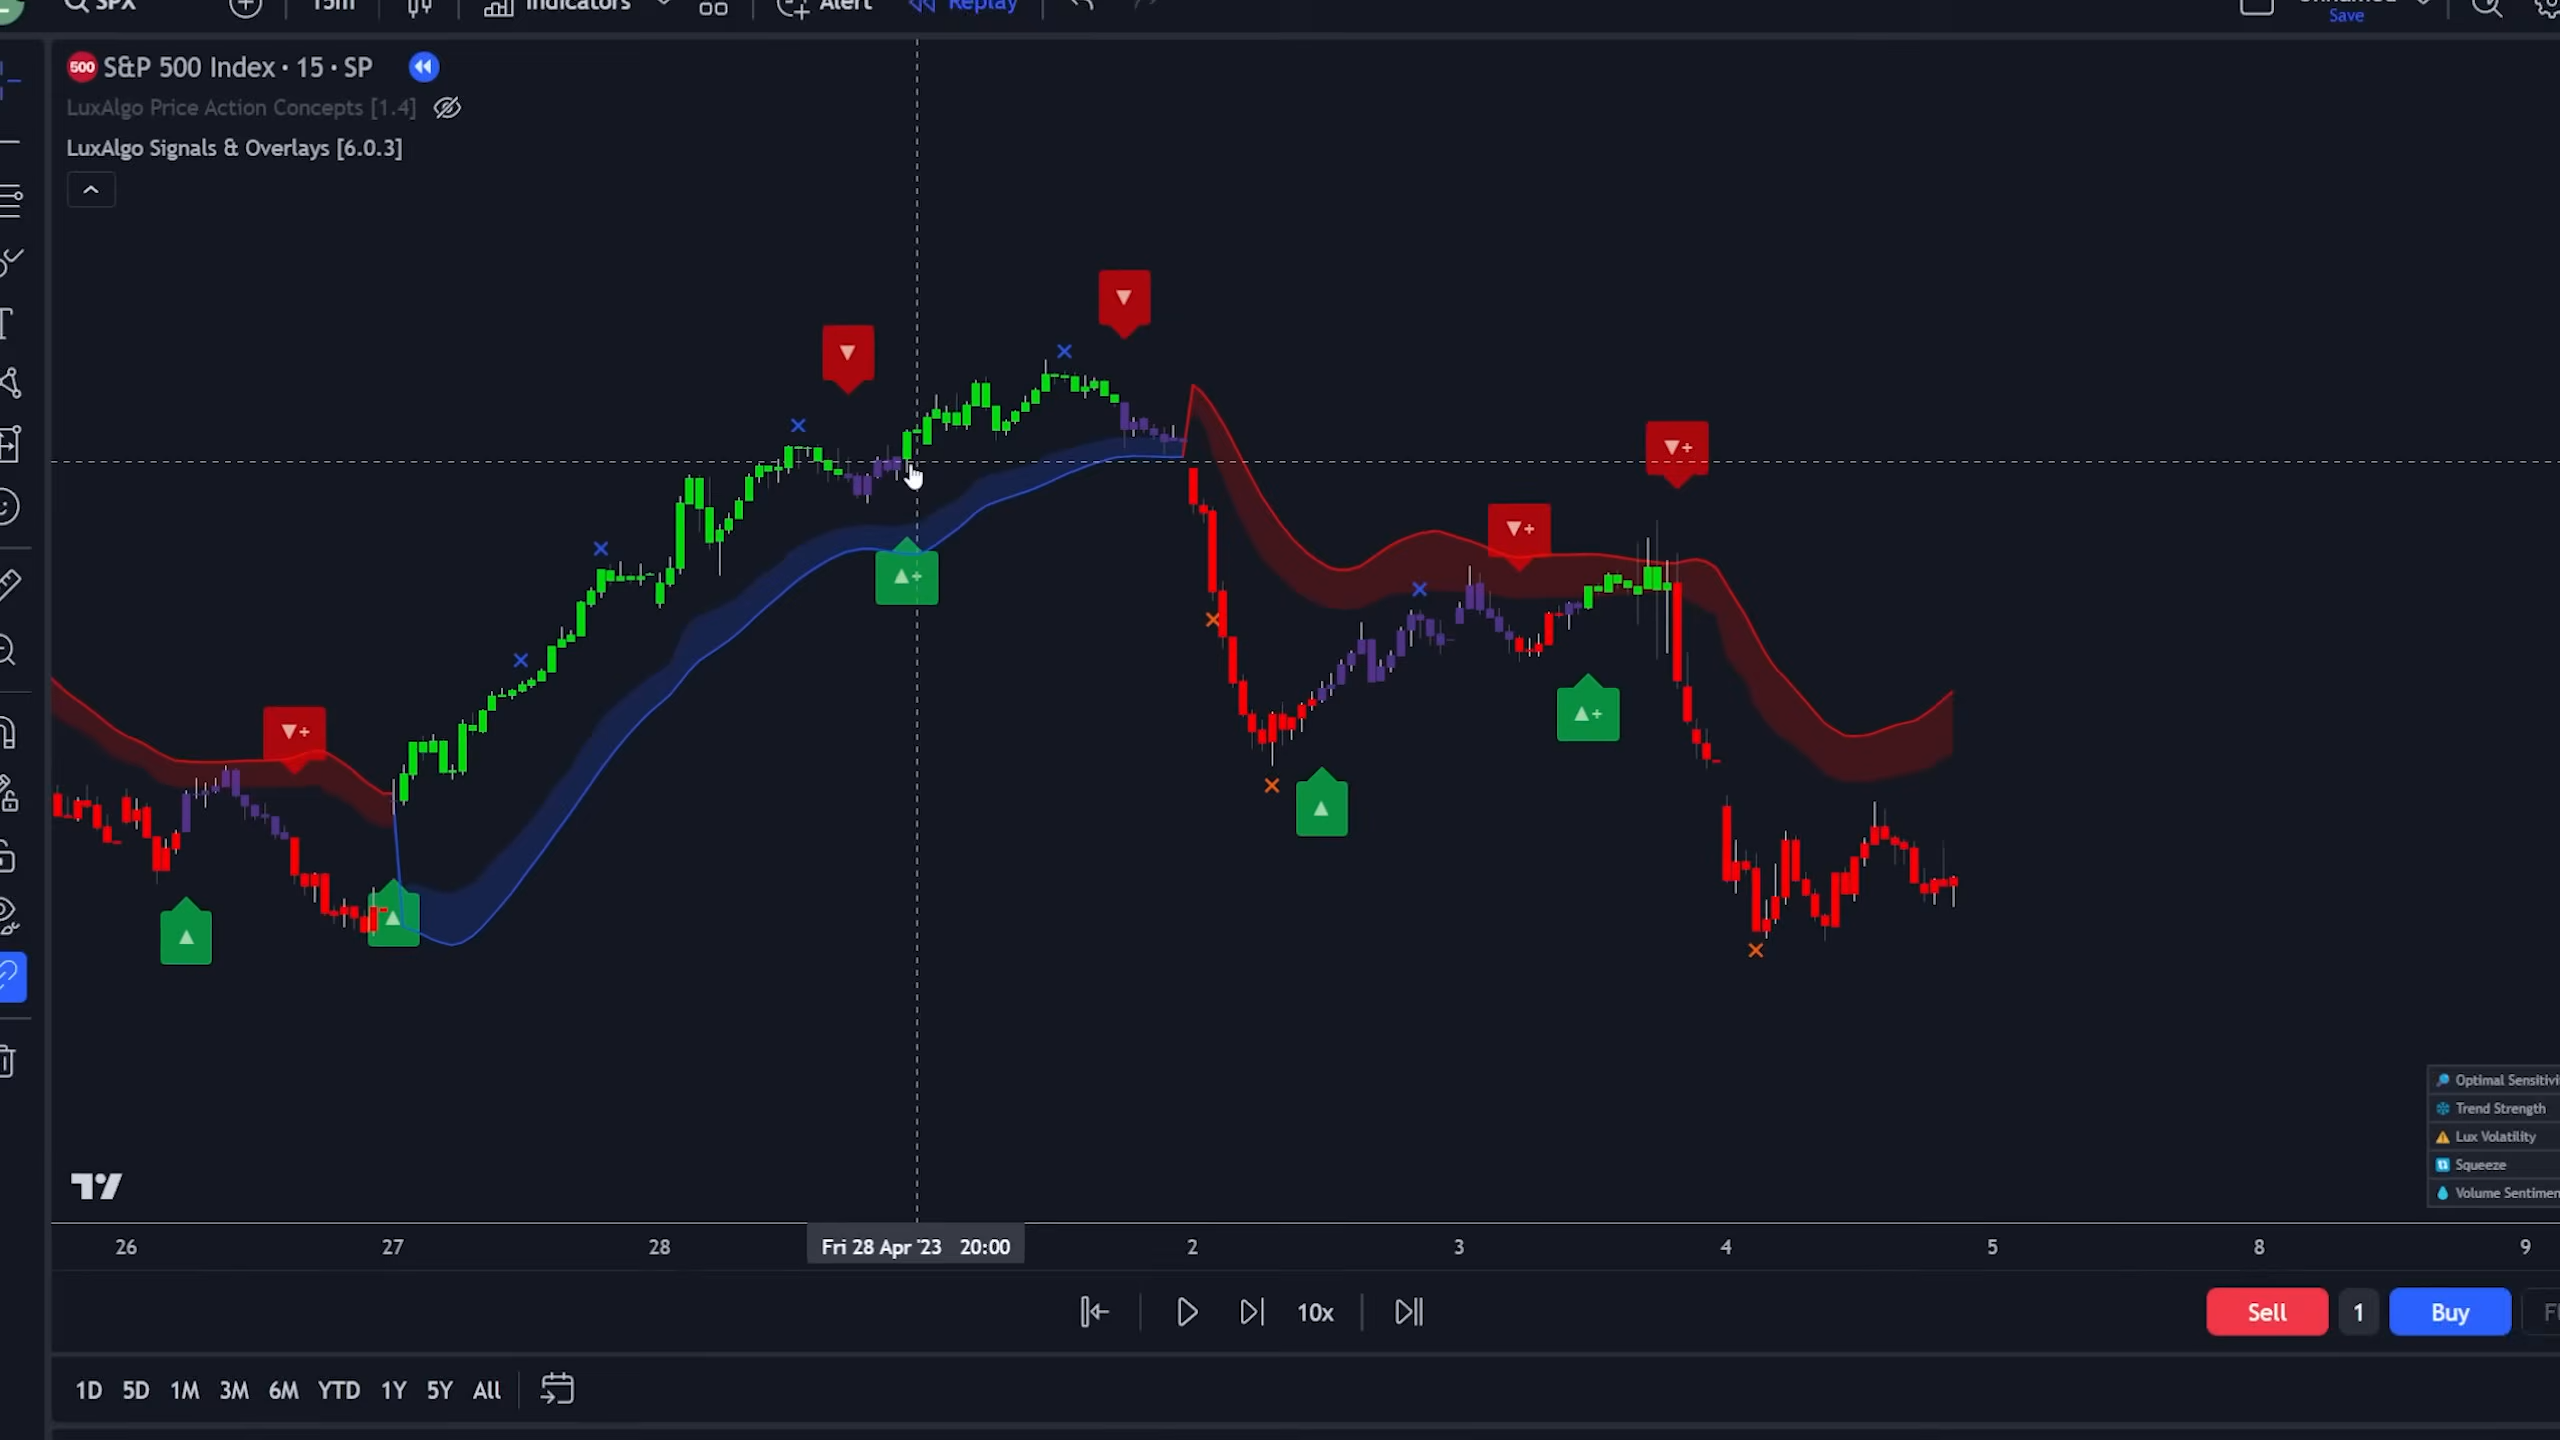 SPX
15m
Indicators
Alert
Replay
Save
500 S&P 500 Index · 15 · SP
LuxAlgo Price Action Concepts [1.4]
LuxAlgo Signals & Overlays [6.0.3]
▼
▼
▼+
▼+
▲+
▼+
▲+
▲
▲
▲
Optimal Sensitivi
Trend Strength
Lux Volatility
Squeeze
Volume Sentimen
26 27 28 Fri 28 Apr '23 20:00 2 3 4 5 8 9
10x
Sell 1 Buy
1D 5D 1M 3M 6M YTD 1Y 5Y All